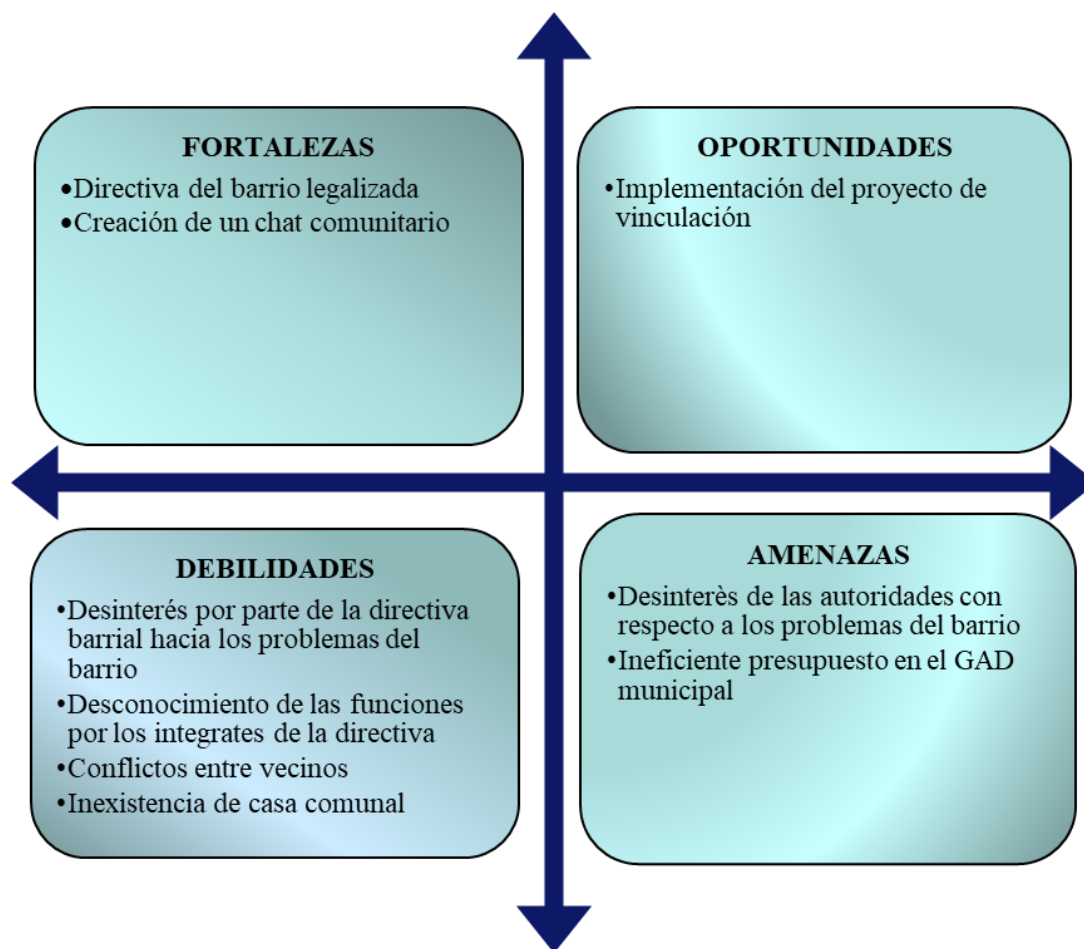 FORTALEZAS
•Directiva del barrio legalizada
•Creación de un chat comunitario
OPORTUNIDADES
•Implementación del proyecto de
vinculación
DEBILIDADES
•Desinterés por parte de la directiva
barrial hacia los problemas del
barrio
•Desconocimiento de las funciones
por los integrates de la directiva
•Conflictos entre vecinos
•Inexistencia de casa comunal
AMENAZAS
•Desinterès de las autoridades con
respecto a los problemas del barrio
•Ineficiente presupuesto en el GAD
municipal